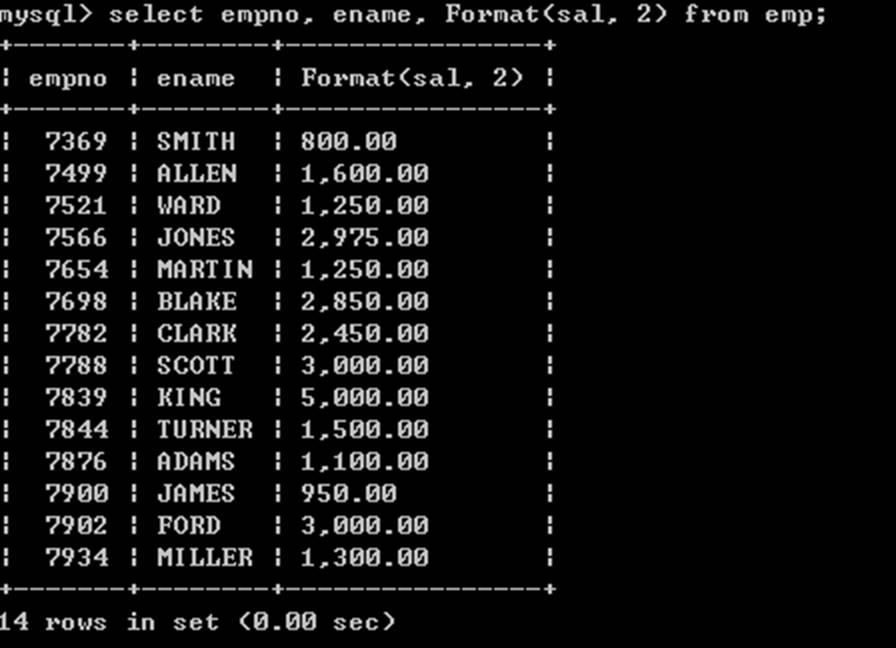 mysql> select empno, ename, Format(sal, 2) from emp;
+-------+--------+----------------+
| empno | ename  | Format(sal, 2) |
+-------+--------+----------------+
|  7369 | SMITH  | 800.00         |
|  7499 | ALLEN  | 1,600.00       |
|  7521 | WARD   | 1,250.00       |
|  7566 | JONES  | 2,975.00       |
|  7654 | MARTIN | 1,250.00       |
|  7698 | BLAKE  | 2,850.00       |
|  7782 | CLARK  | 2,450.00       |
|  7788 | SCOTT  | 3,000.00       |
|  7839 | KING   | 5,000.00       |
|  7844 | TURNER | 1,500.00       |
|  7876 | ADAMS  | 1,100.00       |
|  7900 | JAMES  | 950.00         |
|  7902 | FORD   | 3,000.00       |
|  7934 | MILLER | 1,300.00       |
+-------+--------+----------------+
14 rows in set (0.00 sec)